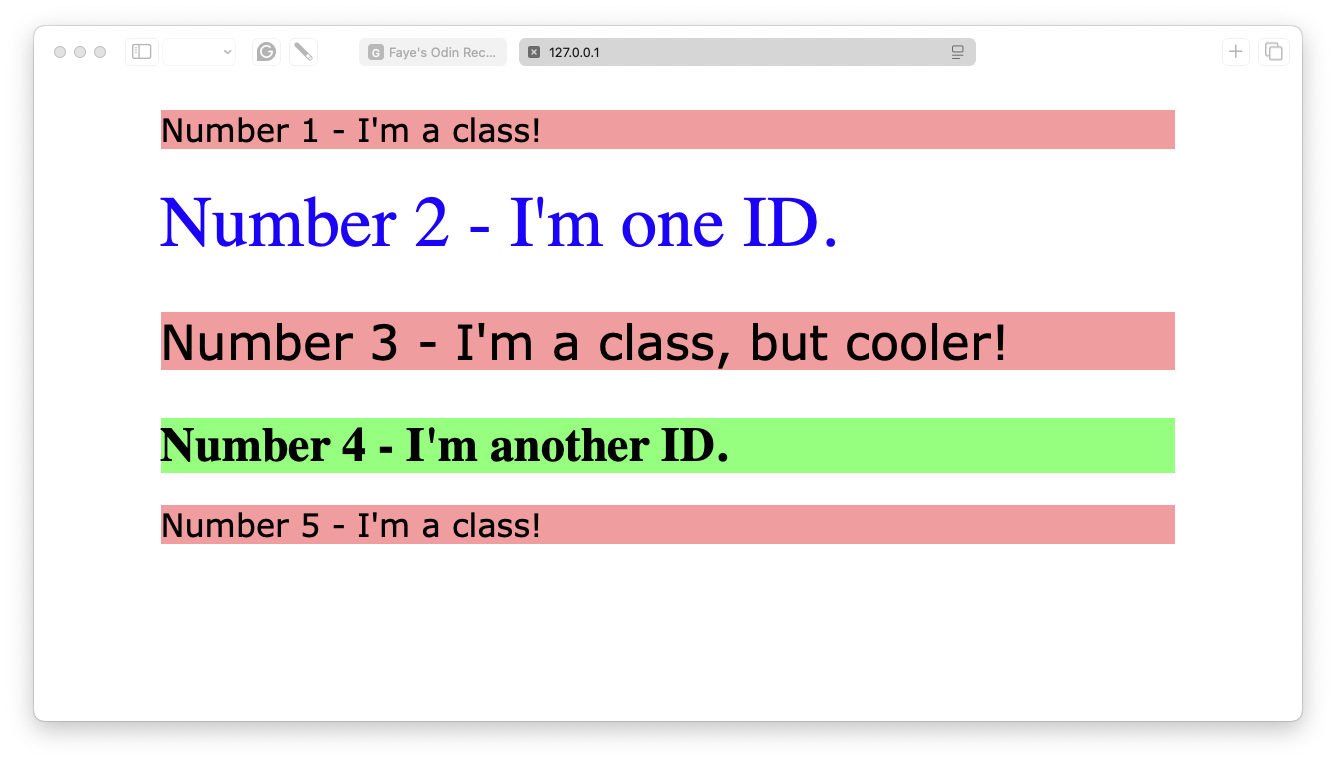 Faye's Odin Rec...
127.0.0.1
Number 1 - I'm a class!
Number 2 - I'm one ID.
Number 3 - I'm a class, but cooler!
Number 4 - I'm another ID.
Number 5 - I'm a class!